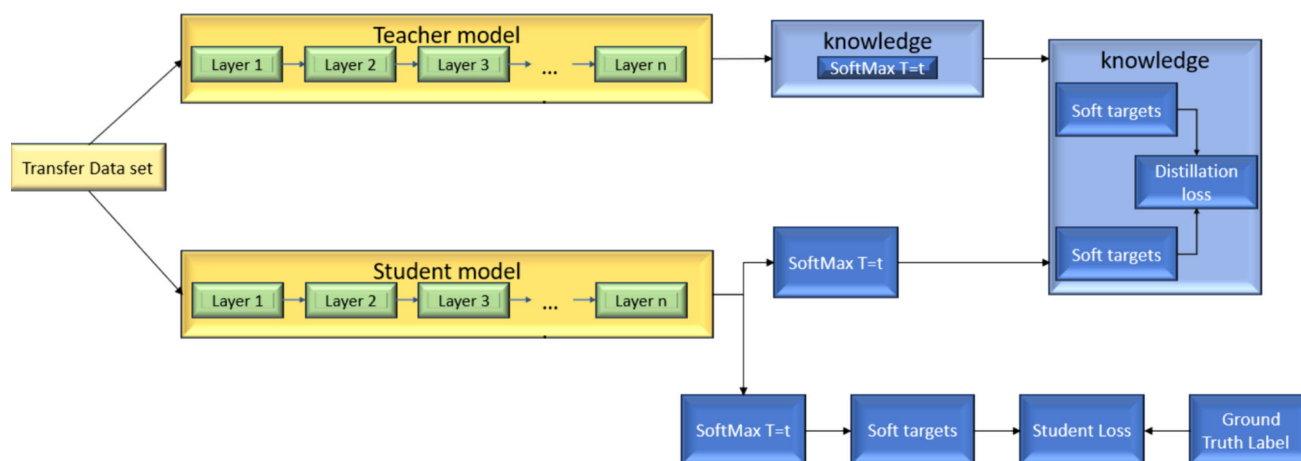 Teacher model
Layer 1
Layer 2
Layer 3
...
Layer n
knowledge
SoftMax T=t
knowledge
Soft targets
Distillation
loss
Soft targets
Transfer Data set
Student model
Layer 1
Layer 2
Layer 3
...
Layer n
SoftMax T=t
SoftMax T=t
Soft targets
Student Loss
Ground
Truth Label